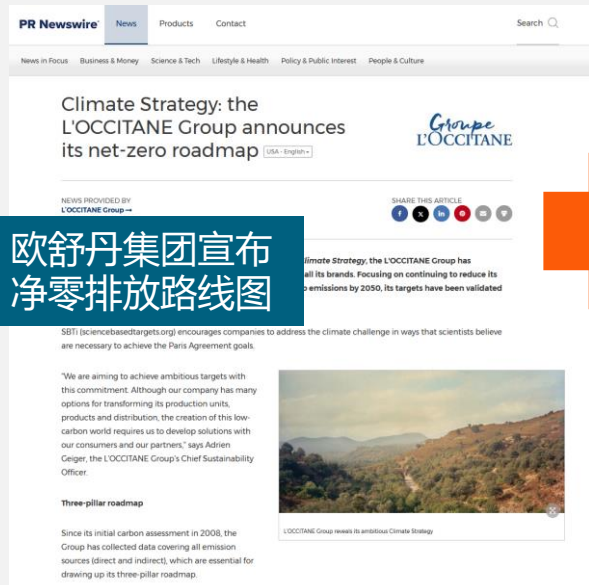 PR Newswire News Products Contact Search
News in Focus Business & Money Science & Tech Lifestyle & Health Policy & Public Interest People & Culture
Climate Strategy: the
L'OCCITANE Group announces
its net-zero roadmap USA - English
Groupe
L'OCCITANE
NEWS PROVIDED BY
L'OCCITANE Group →
SHARE THIS ARTICLE
欧舒丹集团宣布
净零排放路线图
limate Strategy, the L'OCCITANE Group has
all its brands. Focusing on continuing to reduce its
emissions by 2050, its targets have been validated
SBTi (sciencebasedtargets.org) encourages companies to address the climate challenge in ways that scientists believe
are necessary to achieve the Paris Agreement goals.
"We are aiming to achieve ambitious targets with
this commitment. Although our company has many
options for transforming its production units,
products and distribution, the creation of this low-
carbon world requires us to develop solutions with
our consumers and our partners," says Adrien
Geiger, the L'OCCITANE Group's Chief Sustainability
Officer.
L'OCCITANE Group reveals its ambitious Climate Strategy
Three-pillar roadmap
Since its initial carbon assessment in 2008, the
Group has collected data covering all emission
sources (direct and indirect), which are essential for
drawing up its three-pillar roadmap.